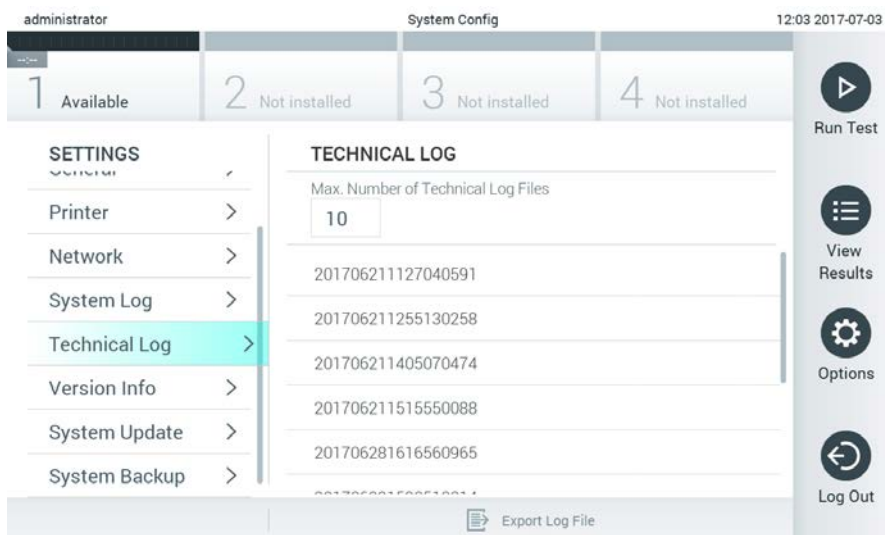 administrator
System Config
12:03 2017-07-03
--:--
1 Available
2 Not installed
3 Not installed
4 Not installed
Run Test
View
Results
Options
Log Out
SETTINGS
General
Printer
Network
System Log
Technical Log
Version Info
System Update
System Backup
TECHNICAL LOG
Max. Number of Technical Log Files
10
201706211127040591
201706211255130258
201706211405070474
201706211515550088
201706281616560965
Export Log File